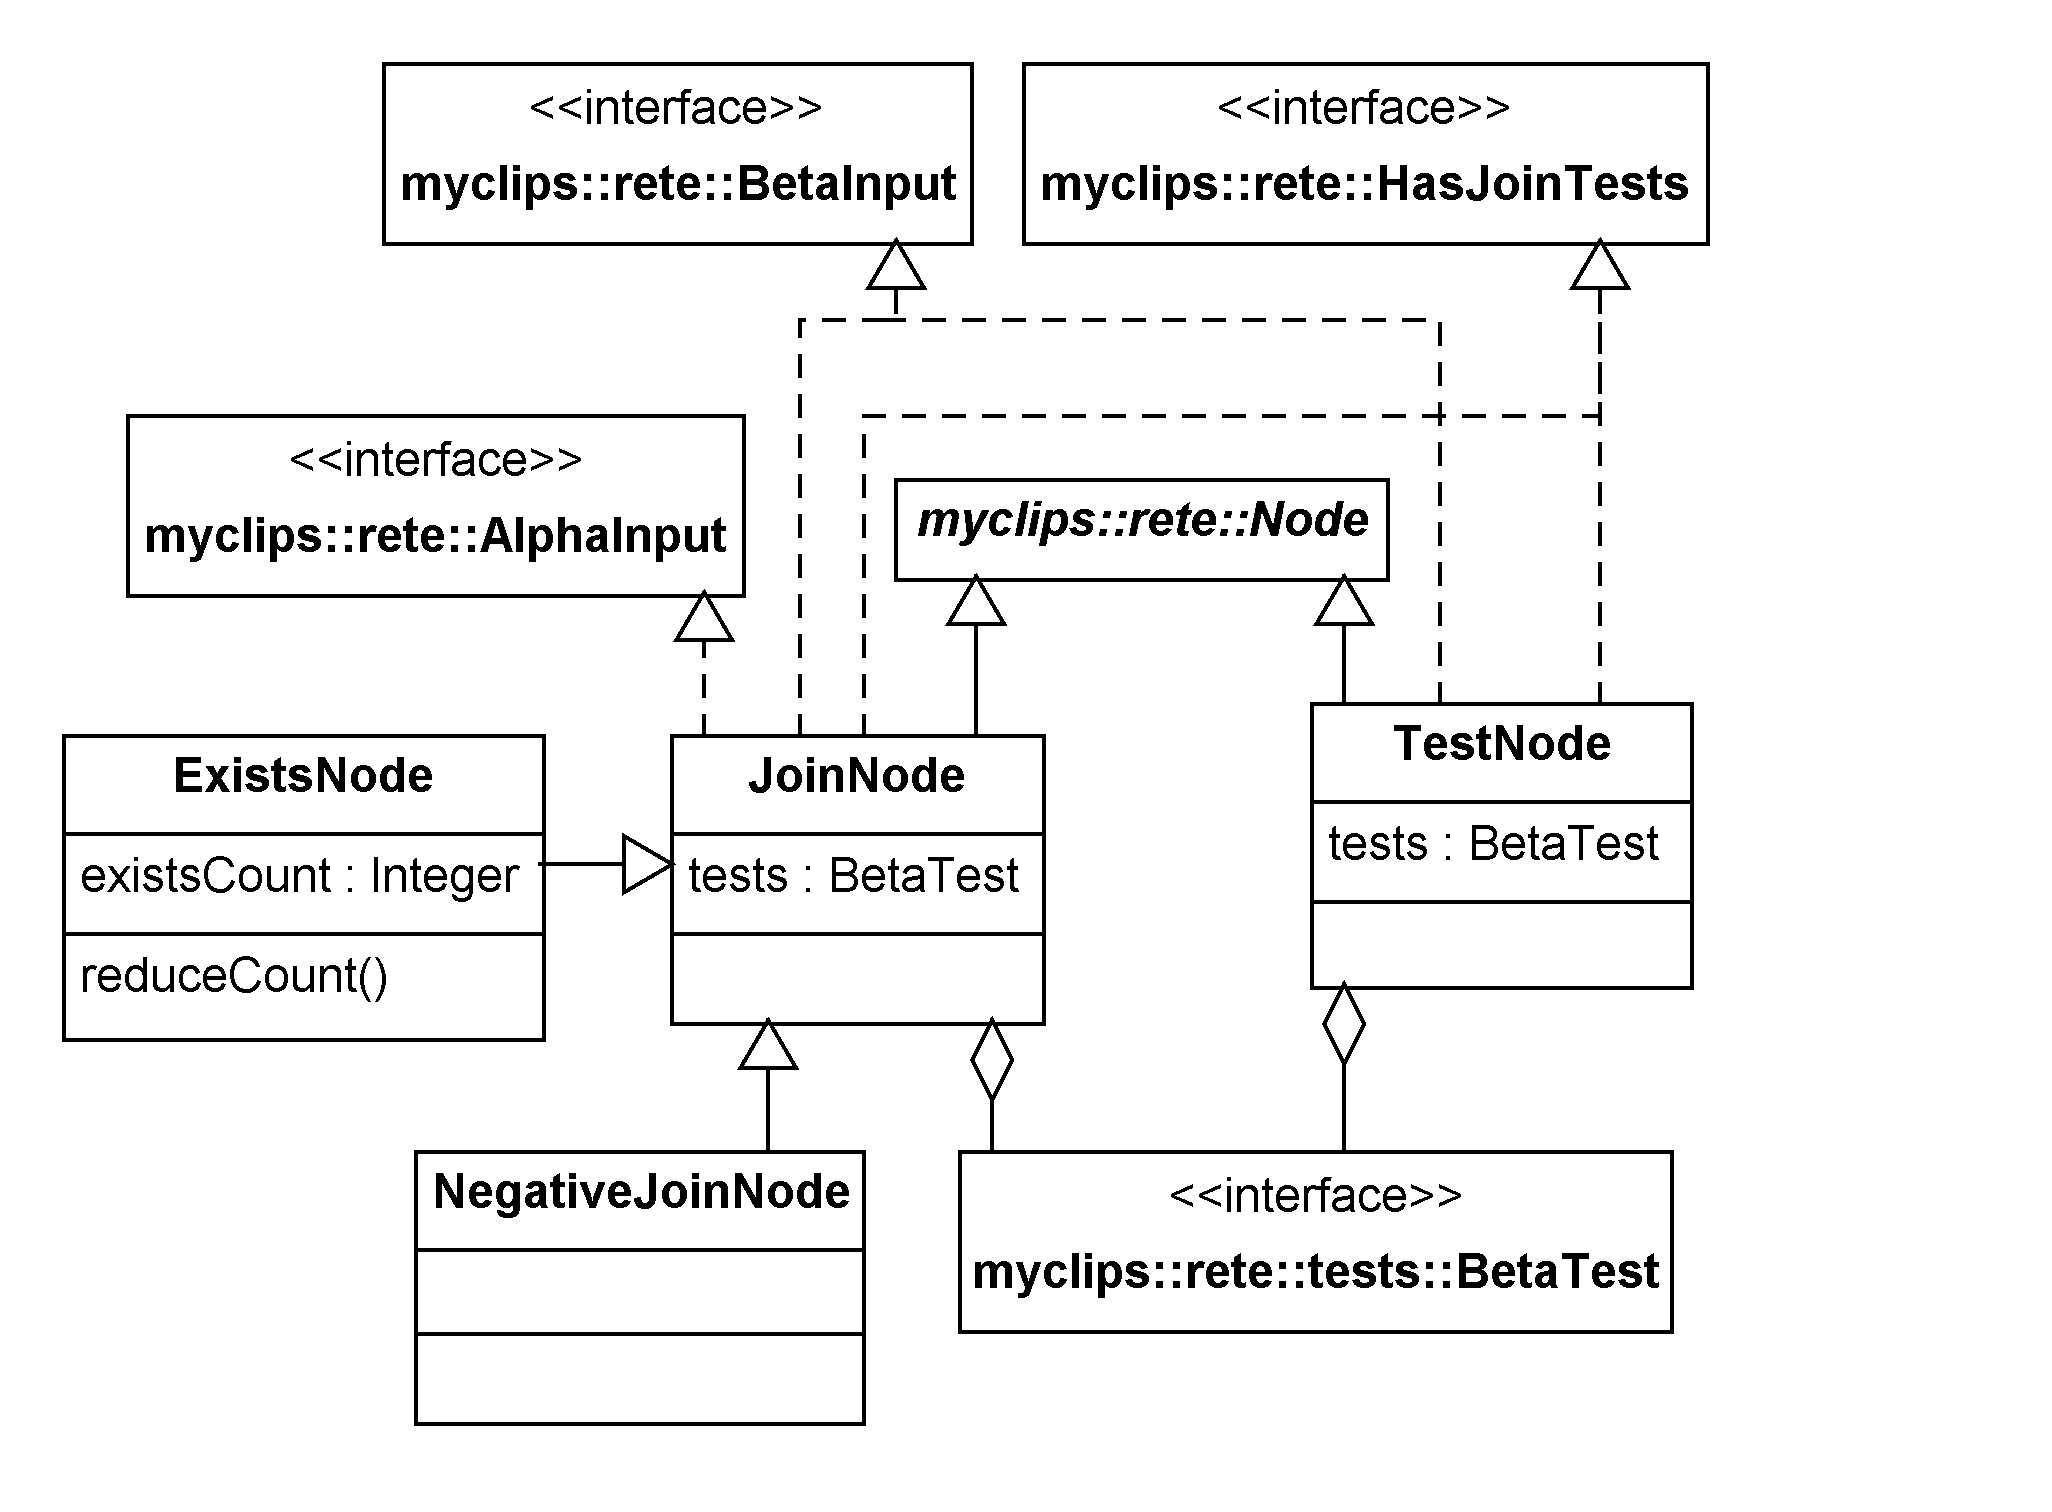 <<interface>>
myclips::rete::BetaInput
<<interface>>
myclips::rete::HasJoinTests
<<interface>>
myclips::rete::AlphaInput
myclips::rete::Node
ExistsNode
existsCount : Integer
reduceCount()
JoinNode
tests : BetaTest
TestNode
tests : BetaTest
NegativeJoinNode
<<interface>>
myclips::rete::tests::BetaTest